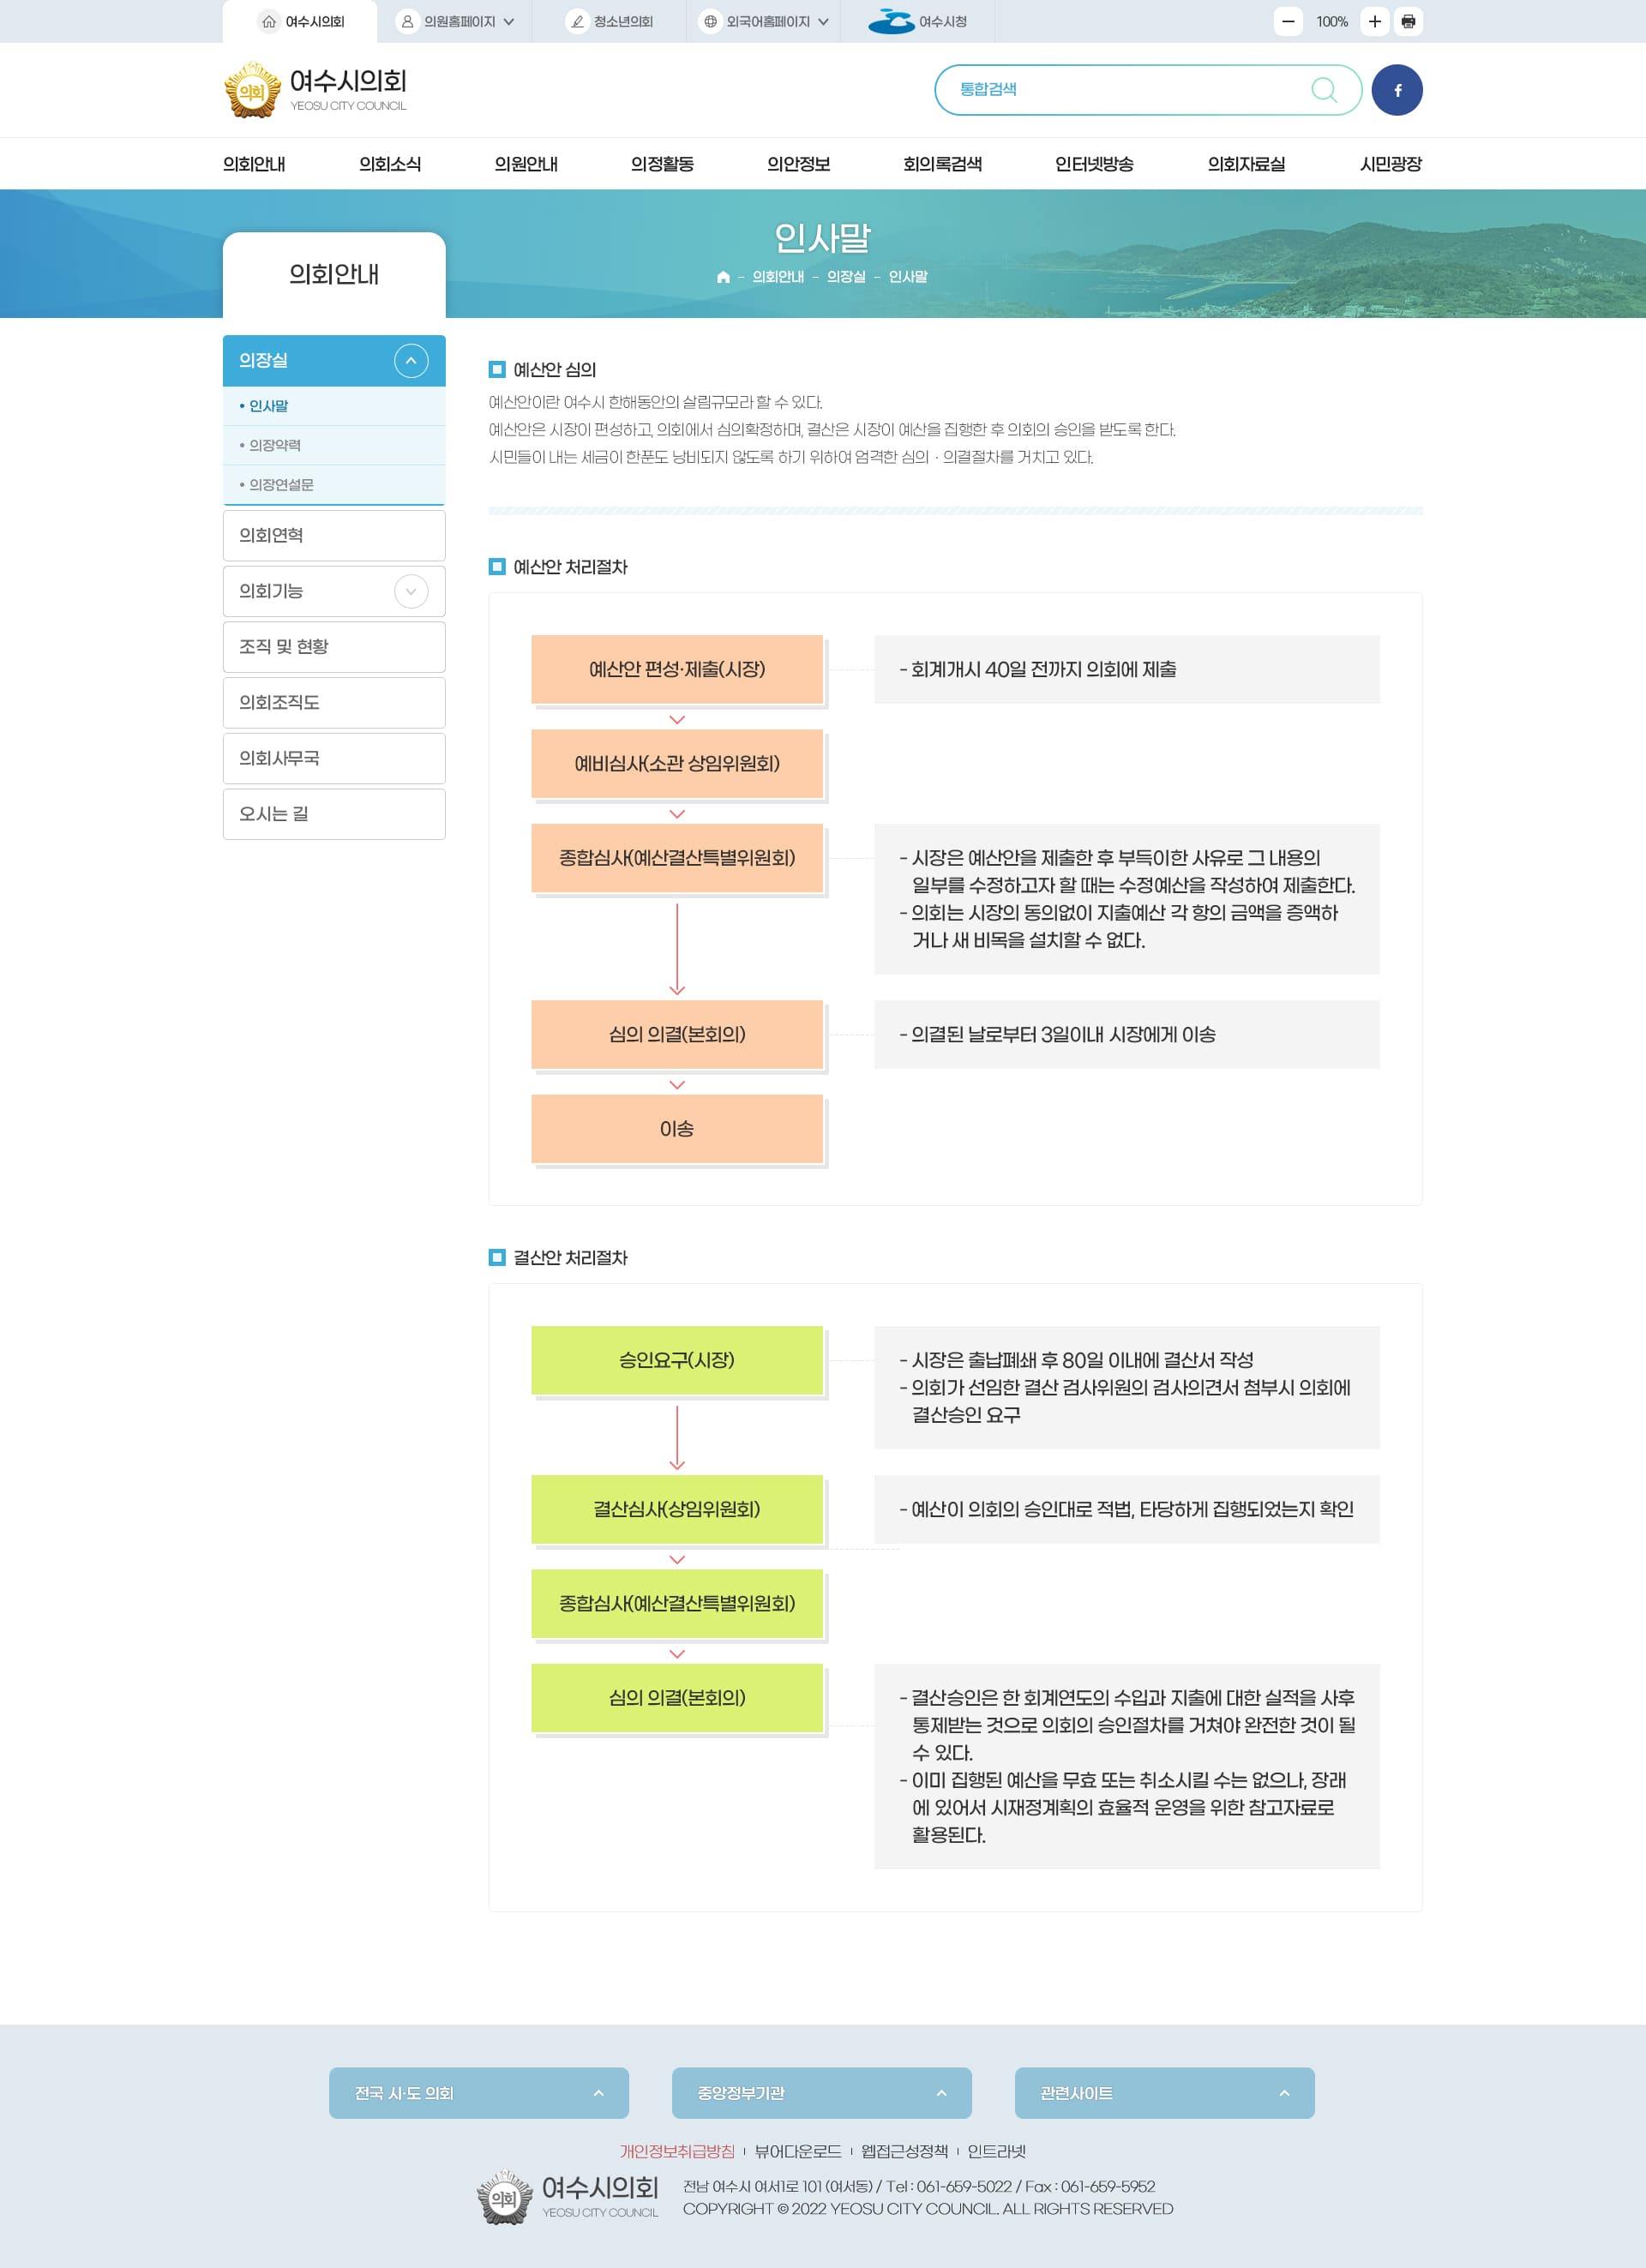 여수시의회
의원홈페이지
청소년의회
외국어홈페이지
여수시청
100%
의회
여수시의회
YEOSU CITY COUNCIL
통합검색
f
의회안내
의회소식
의원안내
의정활동
의안정보
회의록검색
인터넷방송
의회자료실
시민광장
인사말
– 의회안내 – 의장실 – 인사말
의회안내
의장실
• 인사말
• 의장약력
• 의장연설문
의회연혁
의회기능
조직 및 현황
의회조직도
의회사무국
오시는 길
예산안 심의
예산안이란 여수시 한해동안의 살림규모라 할 수 있다.
예산안은 시장이 편성하고, 의회에서 심의확정하며, 결산은 시장이 예산을 집행한 후 의회의 승인을 받도록 한다.
시민들이 내는 세금이 한푼도 낭비되지 않도록 하기 위하여 엄격한 심의 · 의결절차를 거치고 있다.
예산안 처리절차
예산안 편성·제출(시장)
- 회계개시 40일 전까지 의회에 제출
예비심사(소관 상임위원회)
종합심사(예산결산특별위원회)
- 시장은 예산안을 제출한 후 부득이한 사유로 그 내용의
일부를 수정하고자 할 때는 수정예산을 작성하여 제출한다.
- 의회는 시장의 동의없이 지출예산 각 항의 금액을 증액하
거나 새 비목을 설치할 수 없다.
심의 의결(본회의)
- 의결된 날로부터 3일이내 시장에게 이송
이송
결산안 처리절차
승인요구(시장)
- 시장은 출납폐쇄 후 80일 이내에 결산서 작성
- 의회가 선임한 결산 검사위원의 검사의견서 첨부시 의회에
결산승인 요구
결산심사(상임위원회)
- 예산이 의회의 승인대로 적법, 타당하게 집행되었는지 확인
종합심사(예산결산특별위원회)
심의 의결(본회의)
- 결산승인은 한 회계연도의 수입과 지출에 대한 실적을 사후
통제받는 것으로 의회의 승인절차를 거쳐야 완전한 것이 될
수 있다.
- 이미 집행된 예산을 무효 또는 취소시킬 수는 없으나, 장래
에 있어서 시재정계획의 효율적 운영을 위한 참고자료로
활용된다.
전국 시·도 의회
중앙정부기관
관련사이트
개인정보취급방침
뷰어다운로드
웹접근성정책
인트라넷
의회
여수시의회
YEOSU CITY COUNCIL
전남 여수시 여서1로 101 (여서동) / Tel : 061-659-5022 / Fax : 061-659-5952
COPYRIGHT © 2022 YEOSU CITY COUNCIL. ALL RIGHTS RESERVED